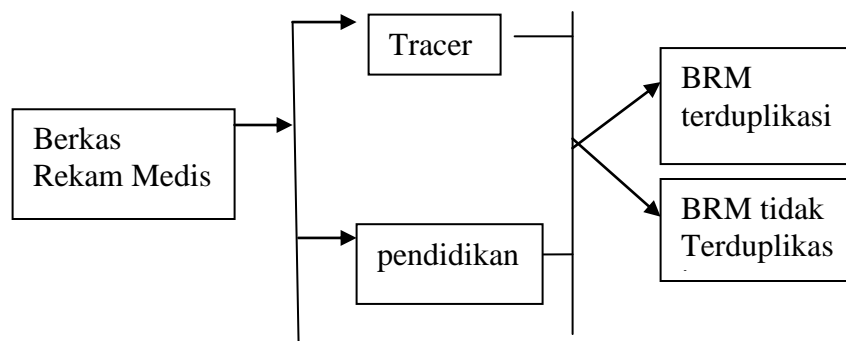 Tracer
BRM
terduplikasi
Berkas
Rekam Medis
BRM tidak
Terduplikas
pendidikan